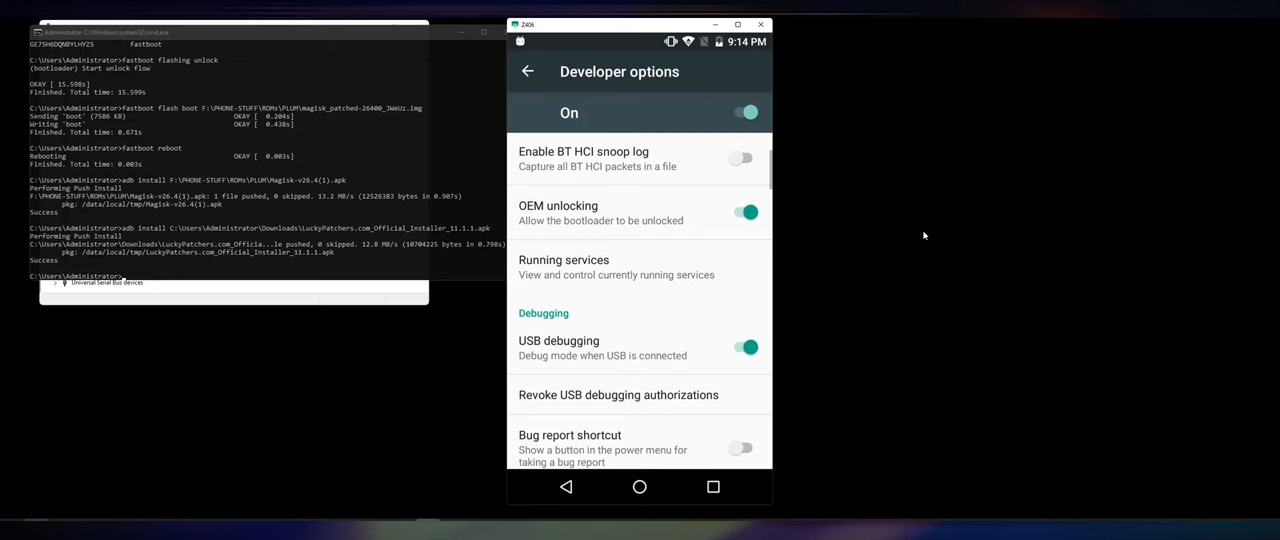 Administrator: C:\Windows\system32\cmd.exe
GE75H6DQNBYLHYZ5 fastboot
C:\Users\Administrator>fastboot flashing unlock
(bootloader) Start unlock flow
OKAY [ 15.598s]
Finished. Total time: 15.599s
C:\Users\Administrator>fastboot flash boot F:\PHONE-STUFF\ROMs\PLUM\magisk_patched-26400_JWeUz.img
Sending 'boot' (7586 KB) OKAY [ 0.204s]
Writing 'boot' OKAY [ 0.438s]
Finished. Total time: 0.671s
C:\Users\Administrator>fastboot reboot
Rebooting OKAY [ 0.003s]
Finished. Total time: 0.003s
C:\Users\Administrator>adb install F:\PHONE-STUFF\ROMs\PLUM\Magisk-v26.4(1).apk
Performing Push Install
F:\PHONE-STUFF\ROMs\PLUM\Magisk-v26.4(1).apk: 1 file pushed, 0 skipped. 13.2 MB/s (12526383 bytes in 0.907s)
pkg: /data/local/tmp/Magisk-v26.4(1).apk
Success
C:\Users\Administrator>adb install C:\Users\Administrator\Downloads\LuckyPatchers.com_Official_Installer_11.1.1.apk
Performing Push Install
C:\Users\Administrator\Downloads\LuckyPatchers.com_Officia...le pushed, 0 skipped. 12.8 MB/s (10704225 bytes in 0.798s)
pkg: /data/local/tmp/LuckyPatchers.com_Official_Installer_11.1.1.apk
Success
C:\Users\Administrator>
Universal Serial Bus devices
Z406
9:14 PM
Developer options
On
Enable BT HCI snoop log
Capture all BT HCI packets in a file
OEM unlocking
Allow the bootloader to be unlocked
Running services
View and control currently running services
Debugging
USB debugging
Debug mode when USB is connected
Revoke USB debugging authorizations
Bug report shortcut
Show a button in the power menu for
taking a bug report